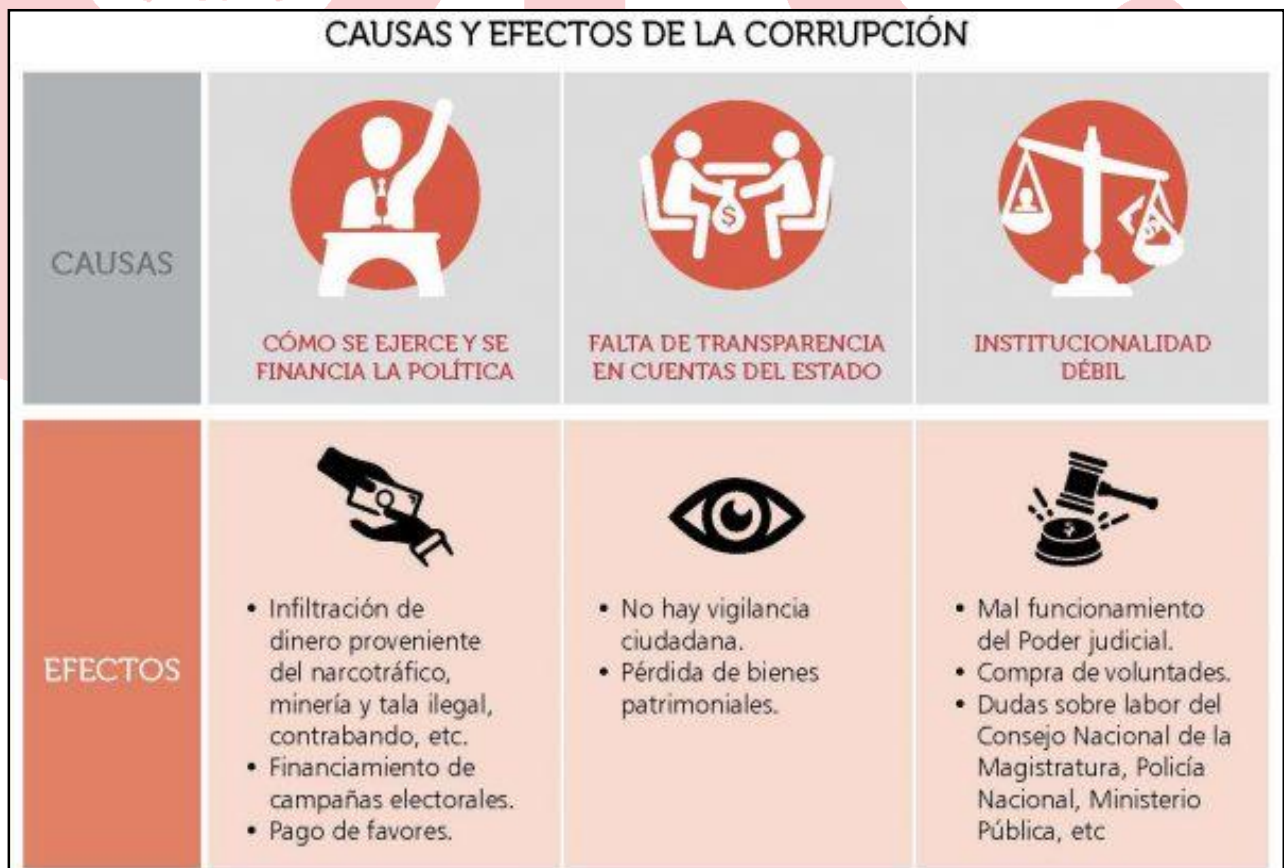 CAUSAS Y EFECTOS DE LA CORRUPCIÓN
CAUSAS
CÓMO SE EJERCE Y SE
FINANCIA LA POLÍTICA
FALTA DE TRANSPARENCIA
EN CUENTAS DEL ESTADO
INSTITUCIONALIDAD
DÉBIL
EFECTOS
• Infiltración de
dinero proveniente
del narcotráfico,
minería y tala ilegal,
contrabando, etc.
• Financiamiento de
campañas electorales.
• Pago de favores.
• No hay vigilancia
ciudadana.
• Pérdida de bienes
patrimoniales.
• Mal funcionamiento
del Poder judicial.
• Compra de voluntades.
• Dudas sobre labor del
Consejo Nacional de la
Magistratura, Policía
Nacional, Ministerio
Pública, etc